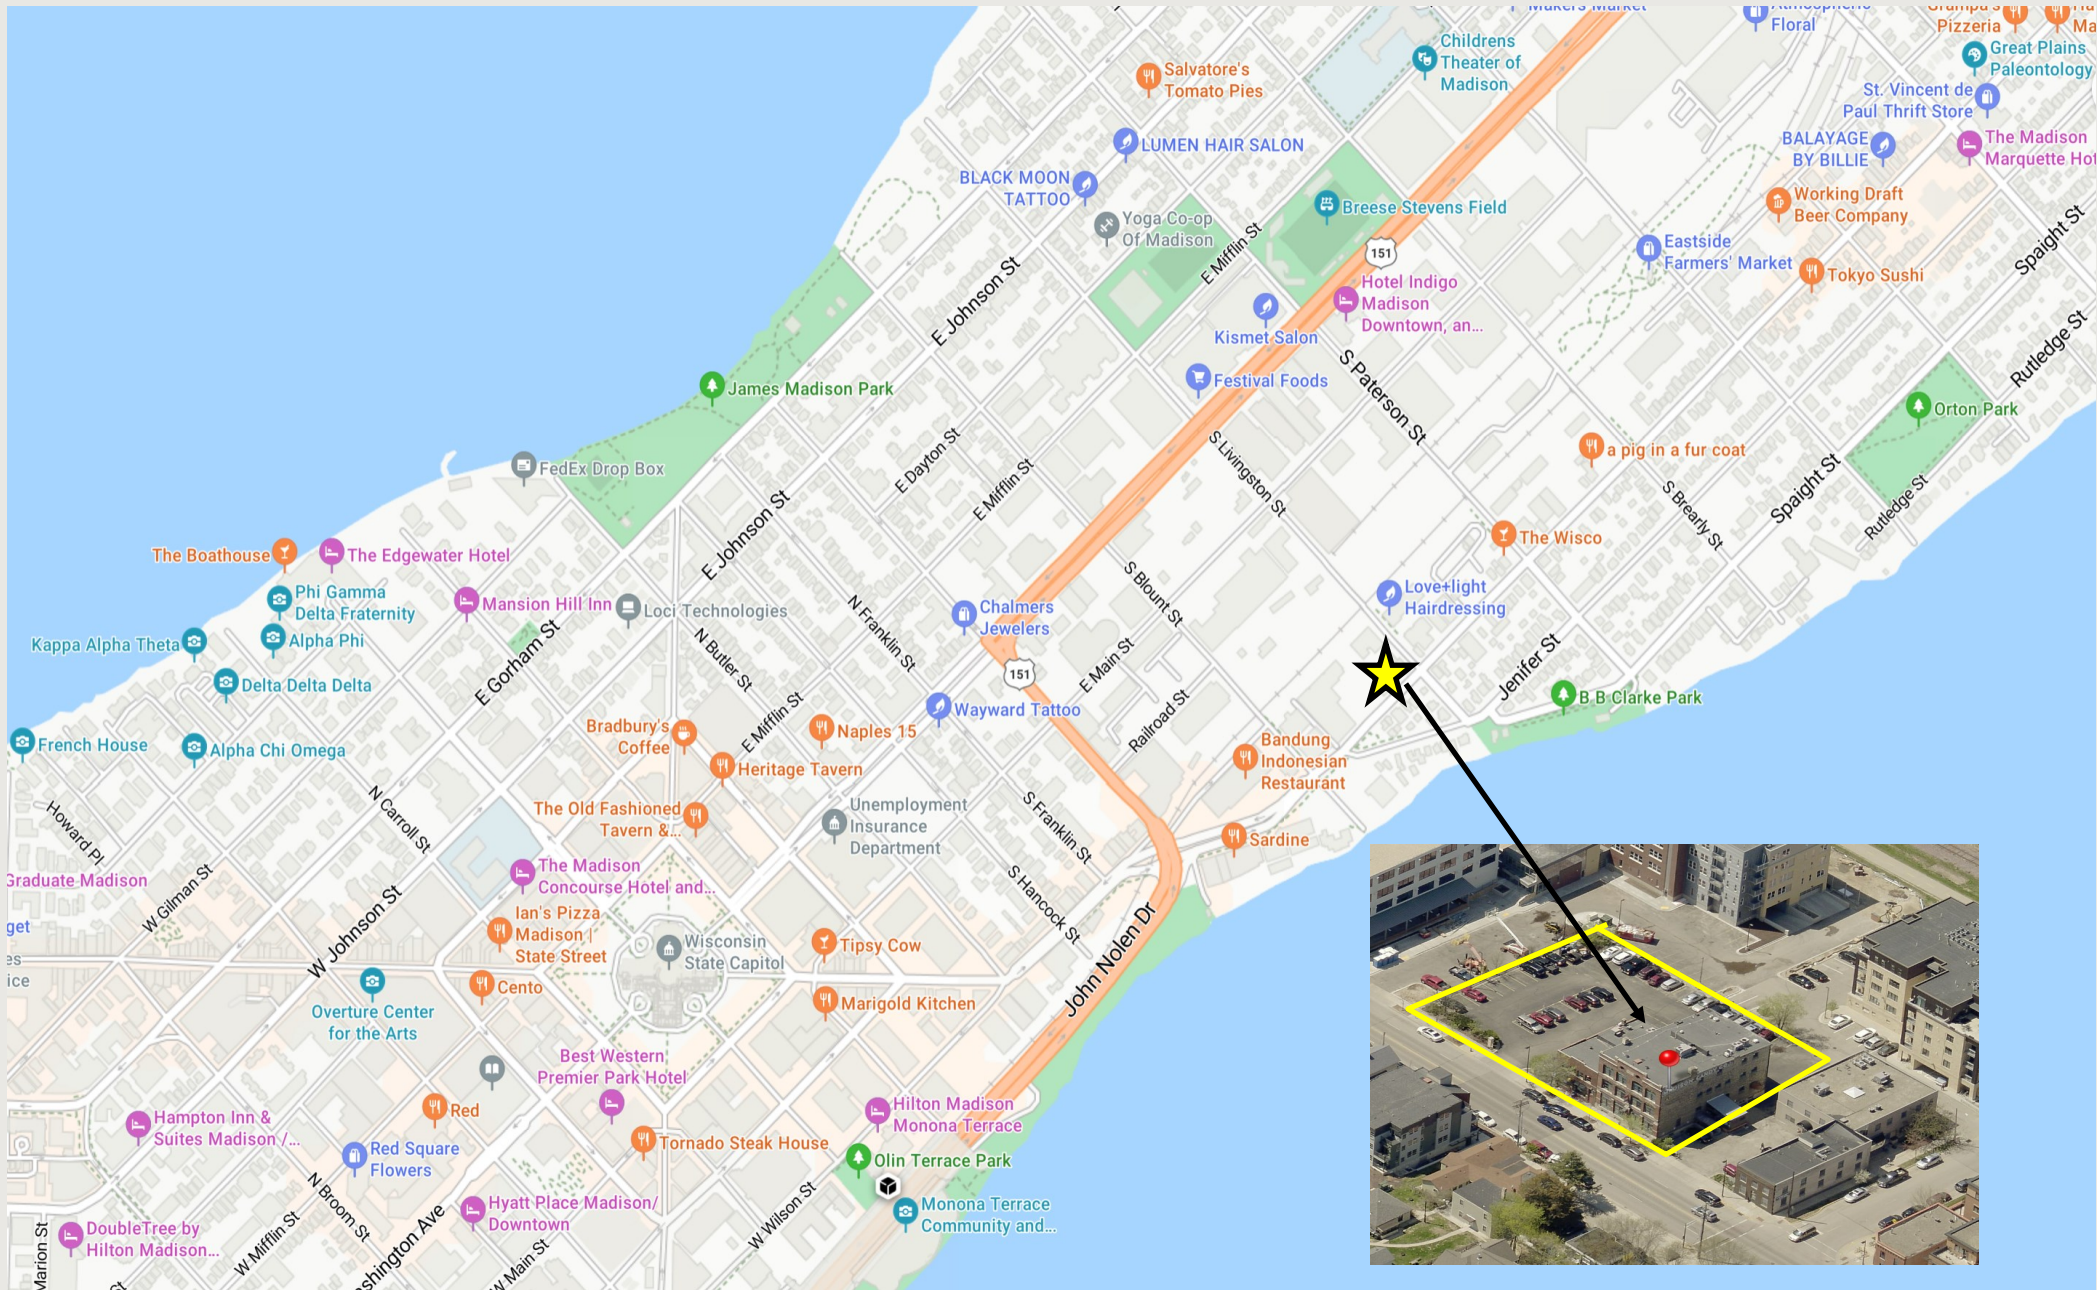 Makers Market
Floral
Pizzeria
Great Plains
Paleontology
Childrens
Theater of
Madison
Salvatore's
Tomato Pies
St. Vincent de
Paul Thrift Store
LUMEN HAIR SALON
BALAYAGE
BY BILLIE
The Madison
Marquette Hot
BLACK MOON
TATTOO
Working Draft
Beer Company
Breese Stevens Field
Yoga Co-op
Of Madison
E Mifflin St
Spaight St
151
Eastside
Farmers' Market
Tokyo Sushi
E Johnson St
Hotel Indigo
Madison
Downtown, an...
Kismet Salon
Rutledge St
Festival Foods
S Paterson St
James Madison Park
Orton Park
E Dayton St
E Mifflin St
S Livingston St
a pig in a fur coat
FedEx Drop Box
Spaight St
S Brearly St
Rutledge St
E Johnson St
The Wisco
The Boathouse
The Edgewater Hotel
Phi Gamma
Delta Fraternity
Mansion Hill Inn
Loci Technologies
S Blount St
Love+light
Hairdressing
Chalmers
Jewelers
N Franklin St
Kappa Alpha Theta
Alpha Phi
E Gorham St
N Butler St
151
E Main St
Jenifer St
Delta Delta Delta
B B Clarke Park
Wayward Tattoo
Railroad St
E Mifflin St
Naples 15
Bradbury's
Coffee
French House
Alpha Chi Omega
Heritage Tavern
Bandung
Indonesian
Restaurant
N Carroll St
The Old Fashioned
Tavern &...
Unemployment
Insurance
Department
S Franklin St
Howard Pl
Sardine
The Madison
Concourse Hotel and...
Graduate Madison
W Gilman St
S Hancock St
get
W Johnson St
Ian's Pizza
Madison |
State Street
Wisconsin
State Capitol
Tipsy Cow
John Nolen Dr
es
ice
Cento
Marigold Kitchen
Overture Center
for the Arts
Best Western
Premier Park Hotel
Hampton Inn &
Suites Madison /...
Red
Hilton Madison
Monona Terrace
Red Square
Flowers
Tornado Steak House
Olin Terrace Park
N Broom St
Hyatt Place Madison/
Downtown
W Wilson St
Monona Terrace
Community and...
DoubleTree by
Hilton Madison...
Marion St
W Mifflin St
shington Ave
W Main St
St